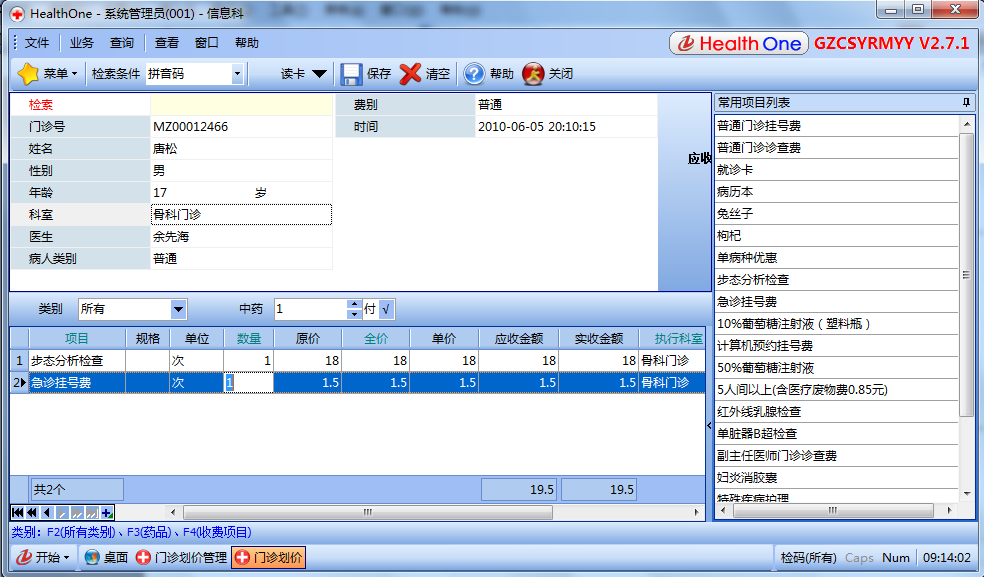 HealthOne - 系统管理员(001) - 信息科
文件 业务 查询 查看 窗口 帮助 Health One GZCSYRMYY V2.7.1
菜单 检索条件 拼音码 读卡 保存 清空 帮助 关闭
检索 费别 普通
门诊号 MZ00012466 时间 2010-06-05 20:10:15
姓名 唐松
性别 男
年龄 17 岁
科室 骨科门诊
医生 余先海
病人类别 普通
应收
常用项目列表
普通门诊挂号费
普通门诊诊查费
就诊卡
病历本
兔丝子
枸杞
单病种优惠
步态分析检查
急诊挂号费
10%葡萄糖注射液（塑料瓶）
计算机预约挂号费
50%葡萄糖注射液
5人间以上(含医疗废物费0.85元)
红外线乳腺检查
单脏器B超检查
副主任医师门诊诊查费
妇炎消胶囊
特殊疾病护理
类别 所有 中药 1 付 √
项目 规格 单位 数量 原价 全价 单价 应收金额 实收金额 执行科室
1 步态分析检查 次 1 18 18 18 18 18 骨科门诊
2 急诊挂号费 次 1 1.5 1.5 1.5 1.5 1.5 骨科门诊
共2个 19.5 19.5
类别：F2(所有类别)、F3(药品)、F4(收费项目)
开始 桌面 门诊划价管理 门诊划价 检码(所有) Caps Num 09:14:02